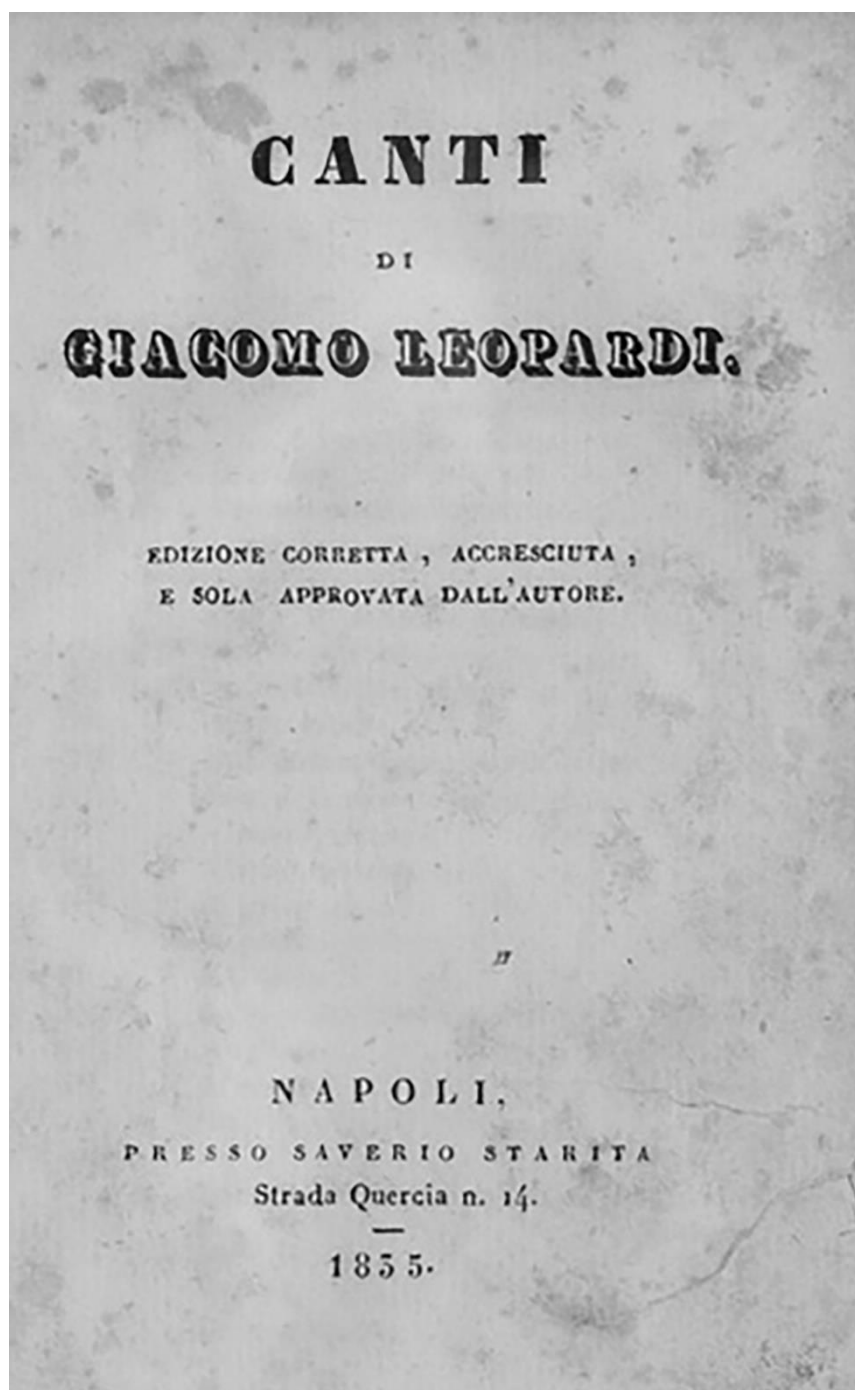 CANTI
DI
GIACOMO LEOPARDI.
EDIZIONE CORRETTA, ACCRESCIUTA,
E SOLA APPROVATA DALL'AUTORE.
NAPOLI,
PRESSO SAVERIO STARITA
Strada Quercia n. 14.
1835.